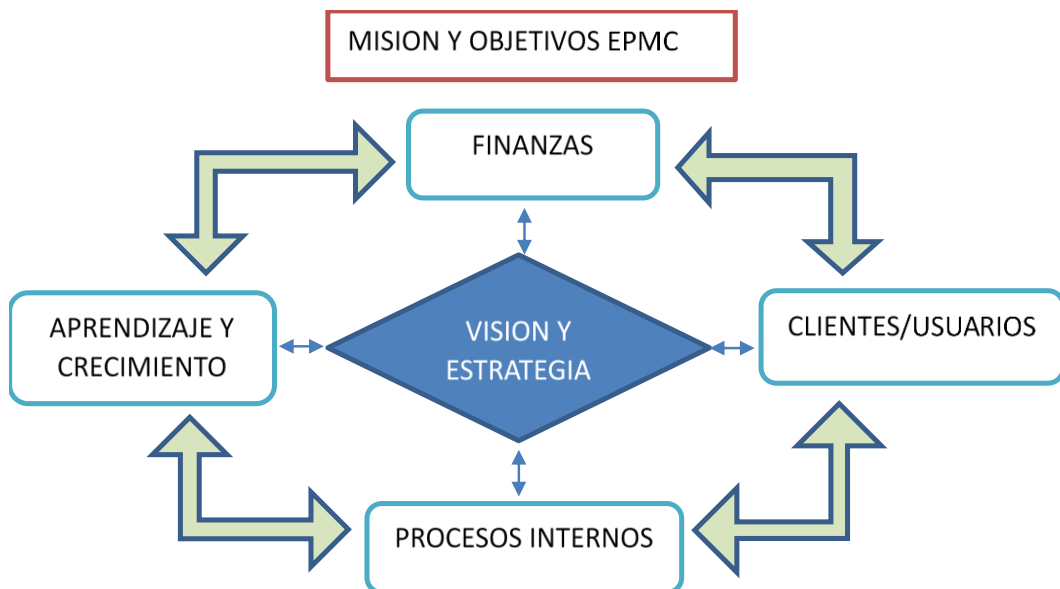 MISION Y OBJETIVOS EPMC
FINANZAS
APRENDIZAJE Y
CRECIMIENTO
VISION Y
ESTRATEGIA
CLIENTES/USUARIOS
PROCESOS INTERNOS